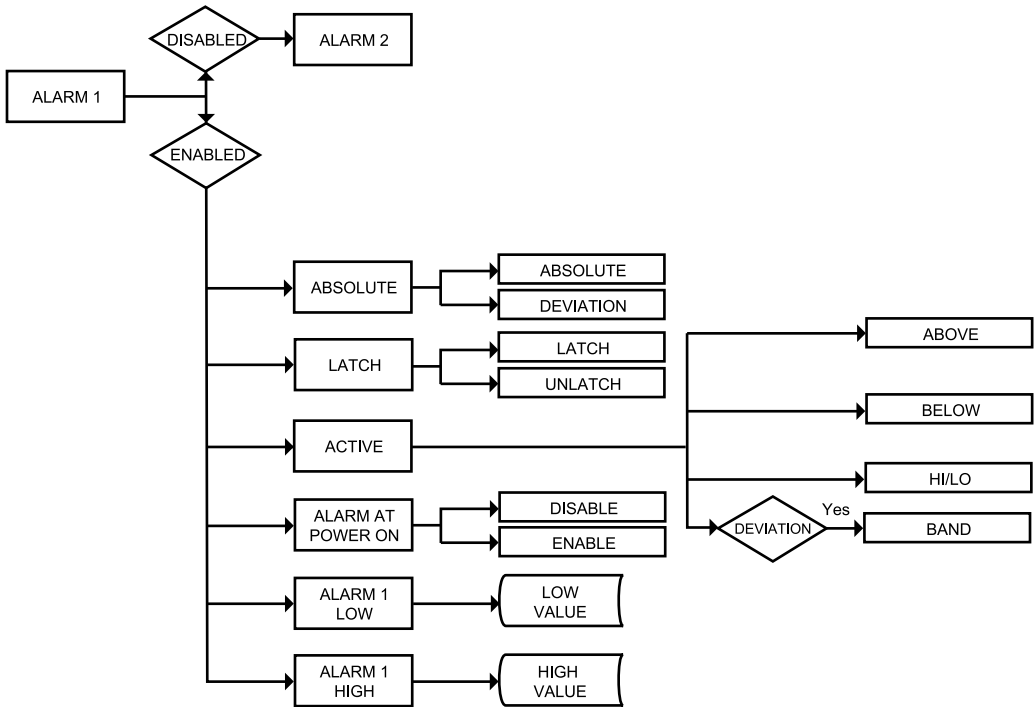 DISABLED
ALARM 2
ALARM 1
ENABLED
ABSOLUTE
ABSOLUTE
DEVIATION
LATCH
LATCH
UNLATCH
ABOVE
BELOW
ACTIVE
HI/LO
ALARM AT
POWER ON
DISABLE
ENABLE
DEVIATION
Yes
BAND
ALARM 1
LOW
LOW
VALUE
ALARM 1
HIGH
HIGH
VALUE